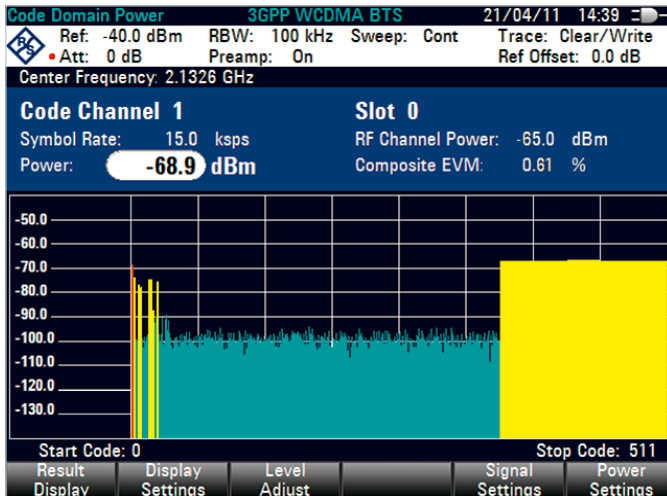 Code Domain Power 3GPP WCDMA BTS 21/04/11 14:39
Ref: -40.0 dBm RBW: 100 kHz Sweep: Cont Trace: Clear/Write
Att: 0 dB Preamp: On Ref Offset: 0.0 dB
Center Frequency: 2.1326 GHz
Code Channel 1 Slot 0
Symbol Rate: 15.0 ksps RF Channel Power: -65.0 dBm
Power: -68.9 dBm Composite EVM: 0.61 %
-50.0
-60.0
-70.0
-80.0
-90.0
-100.0
-110.0
-120.0
-130.0
Start Code: 0 Stop Code: 511
Result Display Level Signal Power
Display Settings Adjust Settings Settings